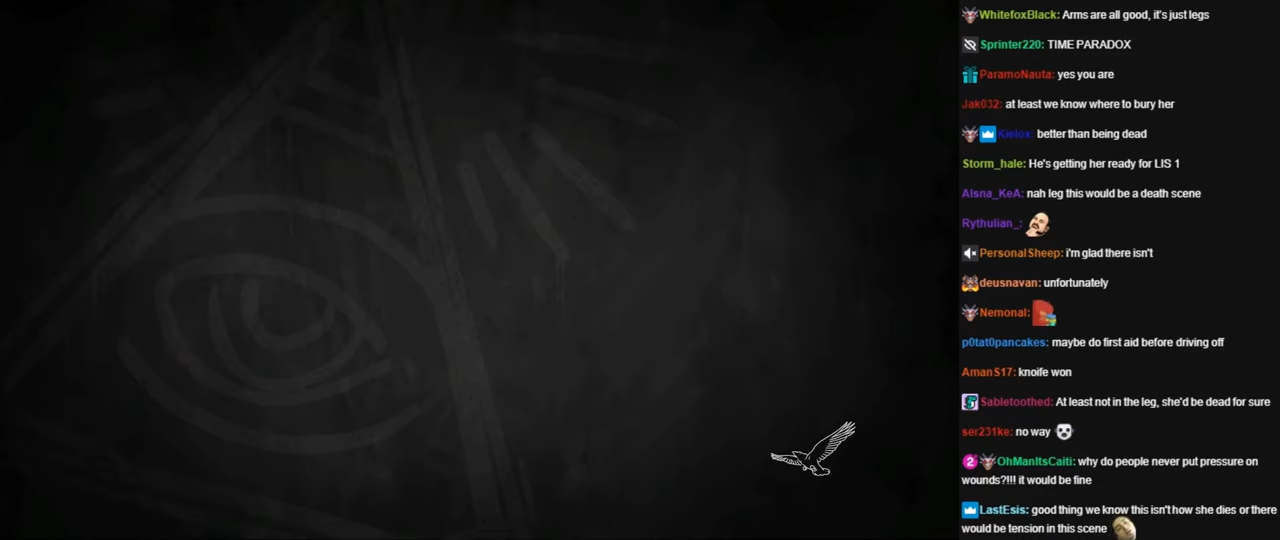 WhitefoxBlack: Arms are all good, it's just legs
Sprinter220: TIME PARADOX
ParamoNauta: yes you are
Jak032: at least we know where to bury her
Kielox: better than being dead
Storm_hale: He's getting her ready for LIS 1
Alsna_KeA: nah leg this would be a death scene
Rythulian_:
PersonalSheep: i'm glad there isn't
deusnavan: unfortunately
Nemonal:
p0tat0pancakes: maybe do first aid before driving off
AmanS17: knoife won
Sabletoothed: At least not in the leg, she'd be dead for sure
ser231ke: no way
2 OhManItsCaiti: why do people never put pressure on
wounds?!!! it would be fine
LastEsis: good thing we know this isn't how she dies or there
would be tension in this scene